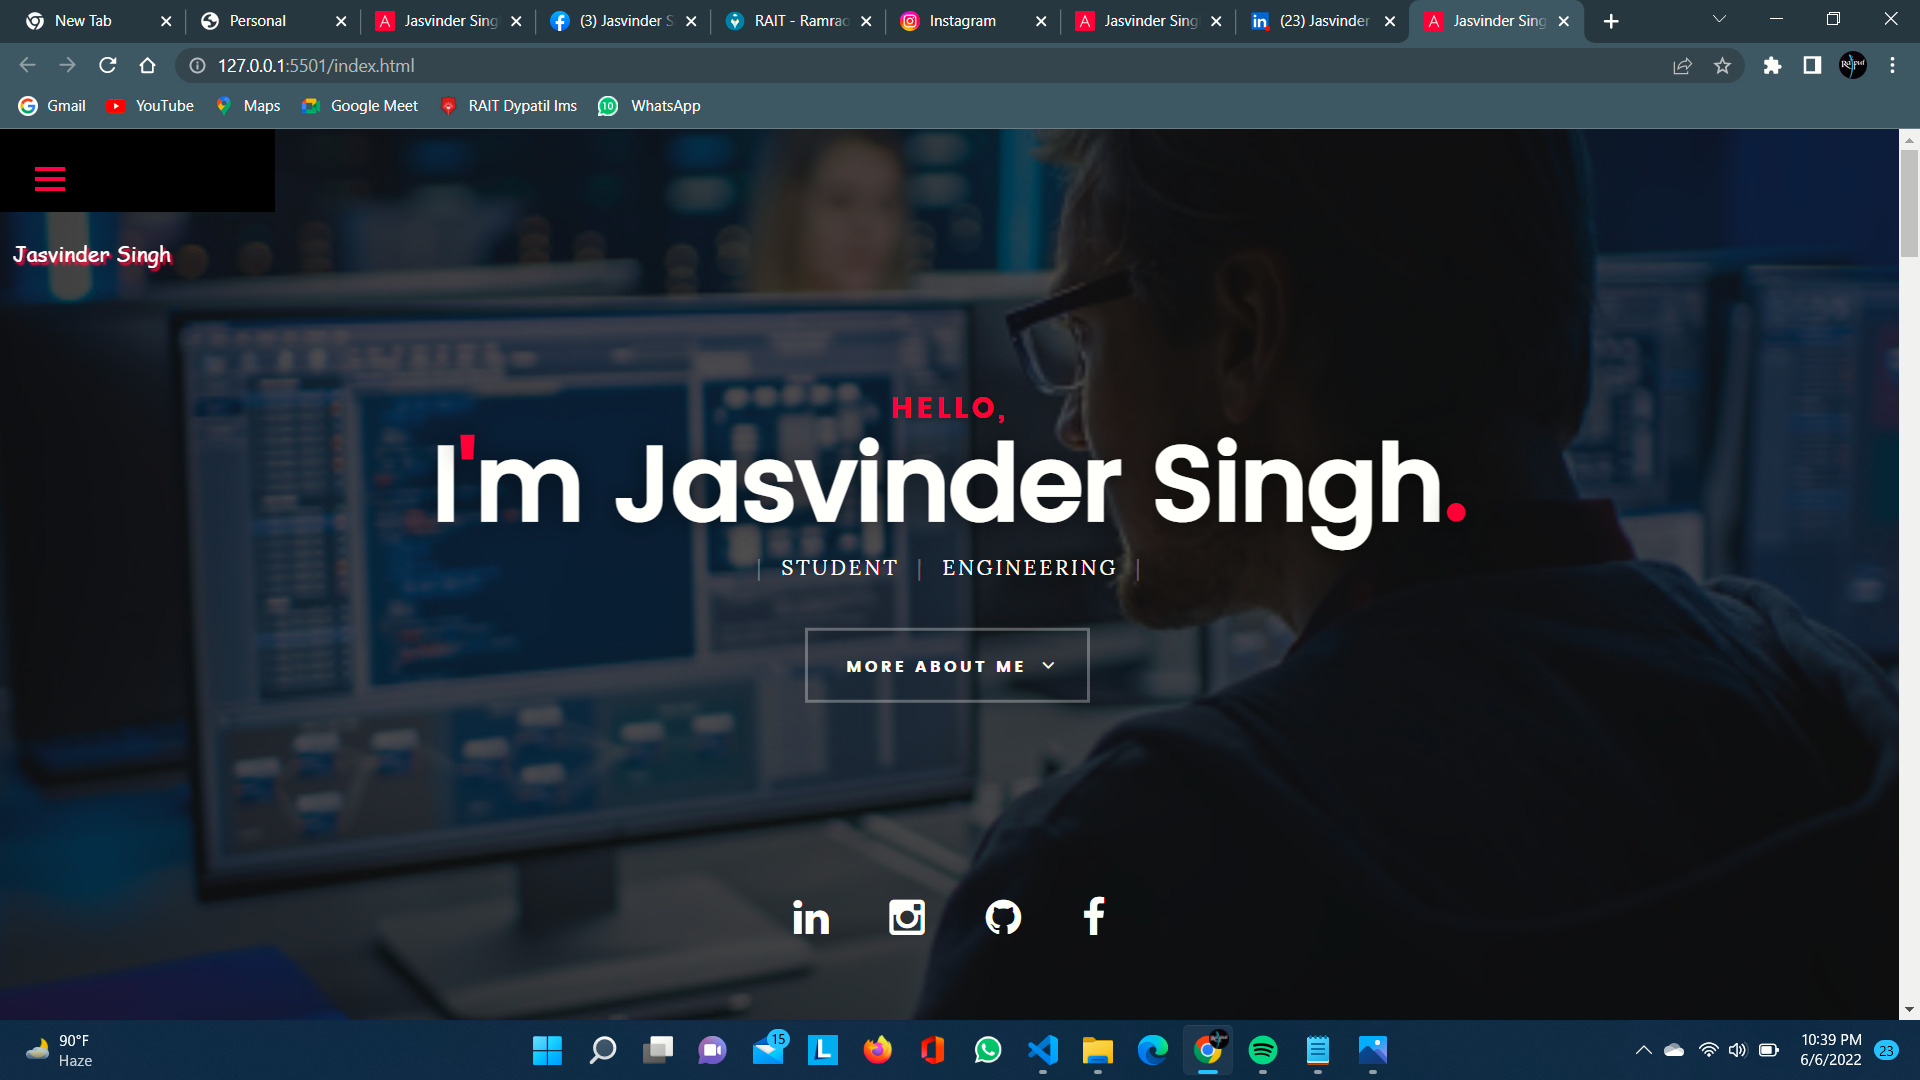 New Tab
Personal
Jasvinder Sing
(3) Jasvinder S
RAIT - Ramrao
Instagram
Jasvinder Sing
(23) Jasvinder
Jasvinder Sing
127.0.0.1:5501/index.html
Gmail
YouTube
Maps
Google Meet
RAIT Dypatil lms
10
WhatsApp
Jasvinder Singh
HELLO,
I'm Jasvinder Singh.
| STUDENT | ENGINEERING |
MORE ABOUT ME
90°F
Haze
15
10:39 PM
6/6/2022
23